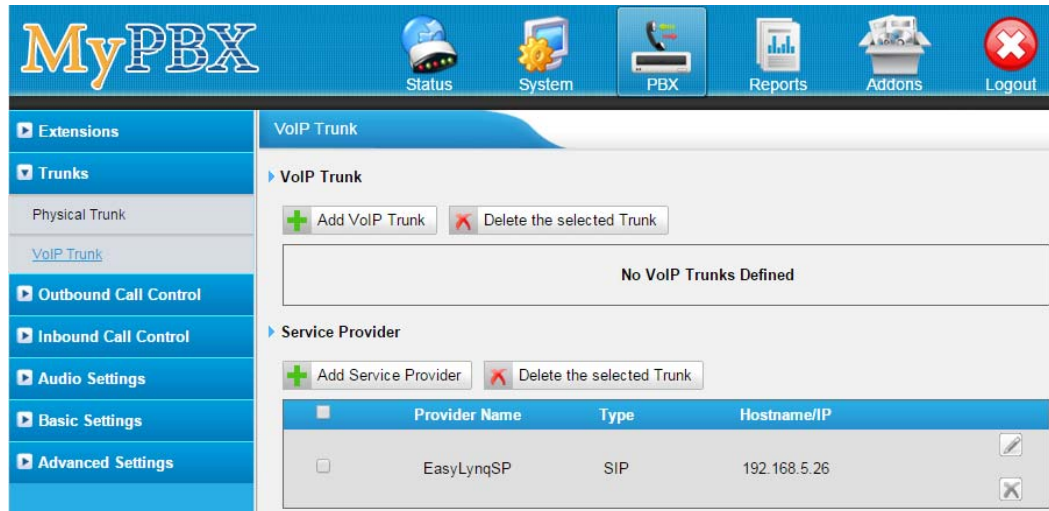 MyPBX
Status System PBX Reports Addons Logout
Extensions
Trunks
Physical Trunk
VoIP Trunk
Outbound Call Control
Inbound Call Control
Audio Settings
Basic Settings
Advanced Settings
VoIP Trunk
VoIP Trunk
Add VoIP Trunk Delete the selected Trunk
No VoIP Trunks Defined
Service Provider
Add Service Provider Delete the selected Trunk
Provider Name Type Hostname/IP
EasyLynqSP SIP 192.168.5.26